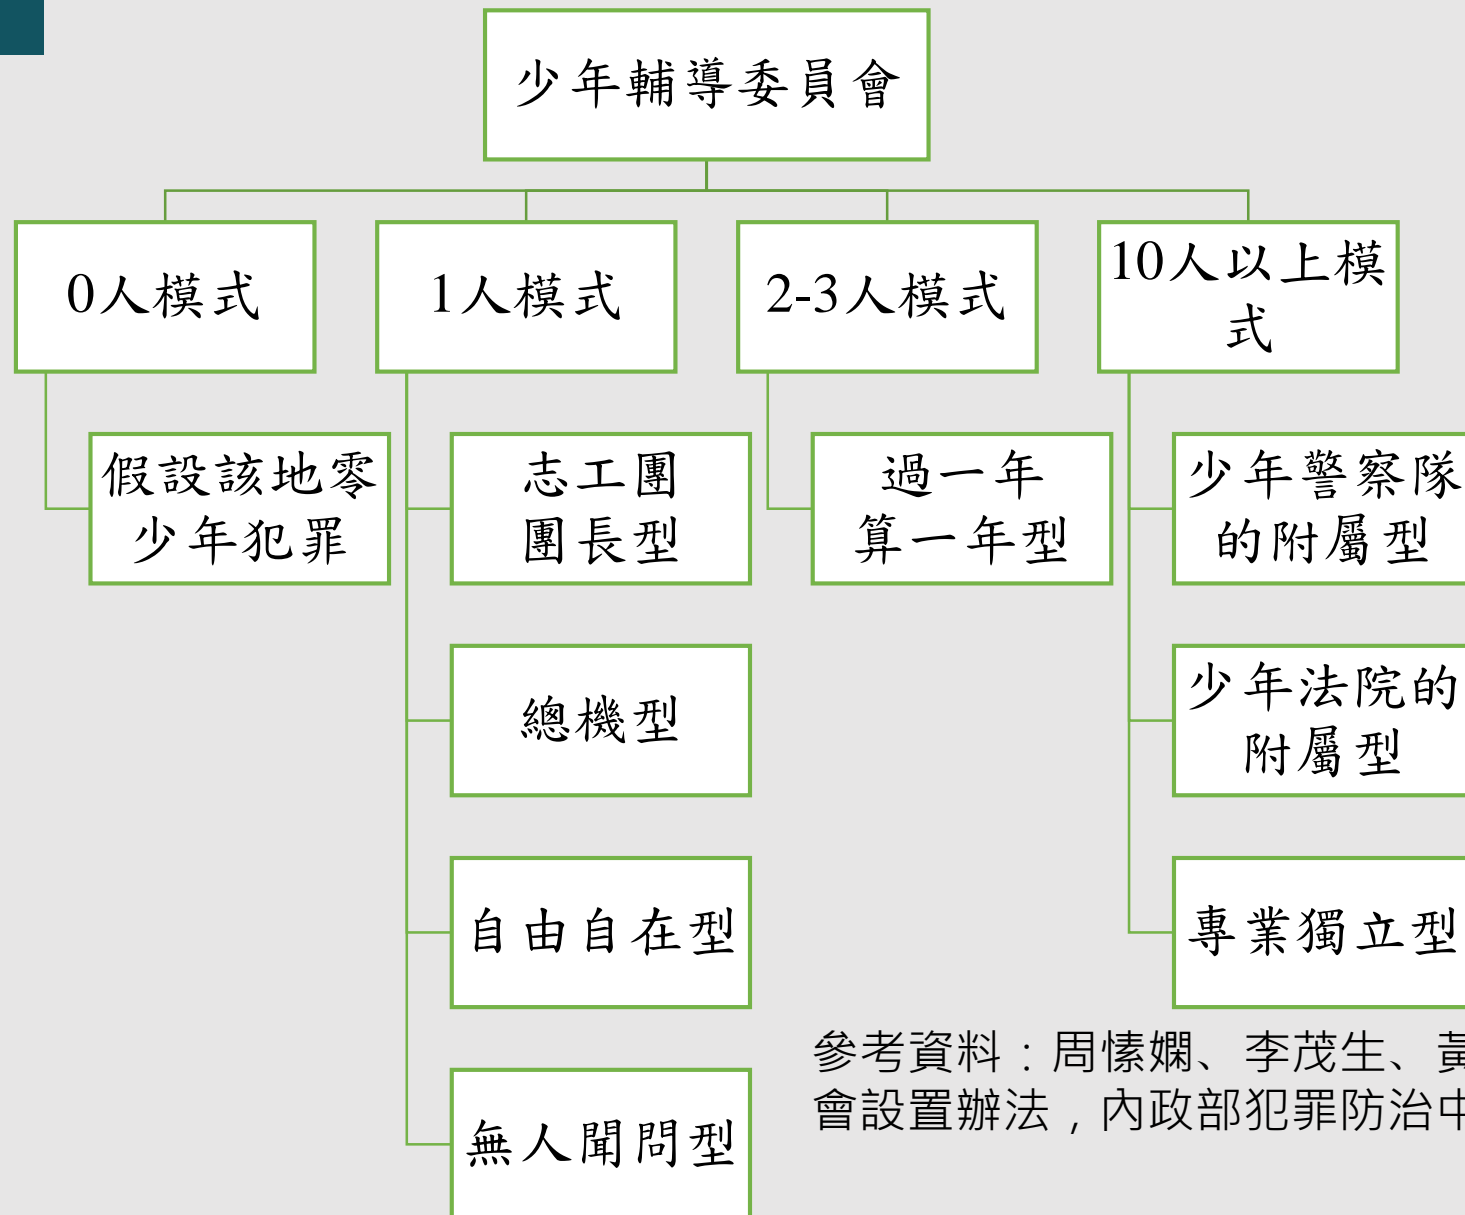 少年輔導委員會
0人模式
1人模式
2-3人模式
10人以上模
式
假設該地零
少年犯罪
志工團
團長型
過一年
算一年型
少年警察隊
的附屬型
總機型
少年法院的
附屬型
自由自在型
專業獨立型
無人聞問型
參考資料：周愫嫻、李茂生、黃
會設置辦法，內政部犯罪防治中